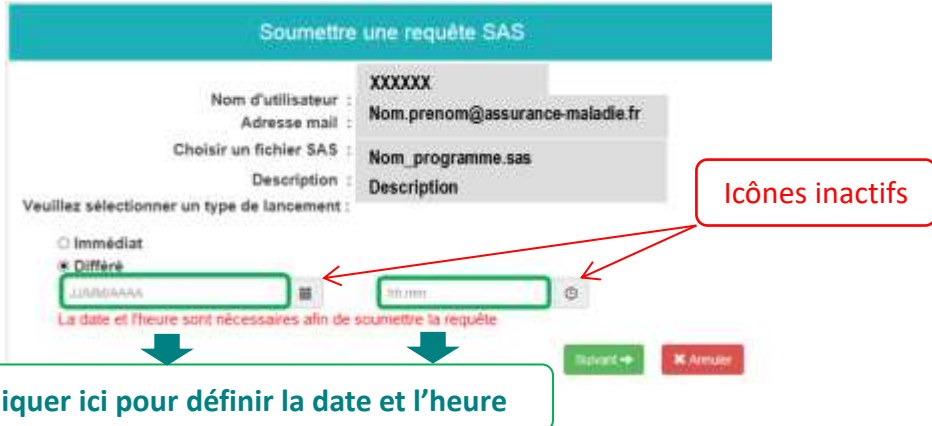 Soumettre une requête SAS
Nom d'utilisateur : XXXXXX
Adresse mail : Nom.prenom@assurance-maladie.fr
Choisir un fichier SAS : Nom_programme.sas
Description : Description
Veuillez sélectionner un type de lancement :
Icônes inactifs
Immédiat
Différé
JJ/MM/AAAA hh:mm
La date et l'heure sont nécessaires afin de soumettre la requête
Suivant Annuler
iquer ici pour définir la date et l'heure